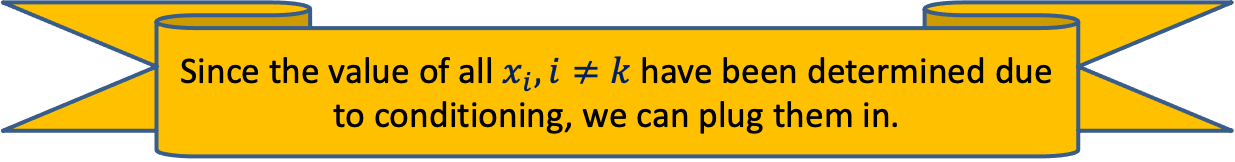 Since the value of all 𝑥ᵢ, 𝑖 ≠ 𝑘 have been determined due
to conditioning, we can plug them in.